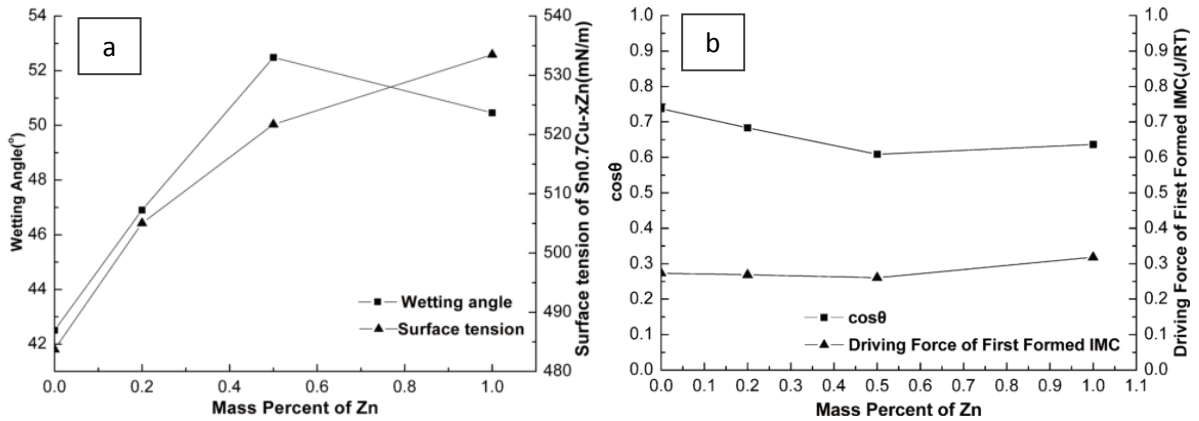 a
54
52
50
48
46
44
42
Wetting Angle(°)
540
530
520
510
500
490
480
Surface tension of Sn0.7Cu-xZn(mN/m)
Wetting angle
Surface tension
0.0 0.2 0.4 0.6 0.8 1.0
Mass Percent of Zn
b
1.0
0.9
0.8
0.7
0.6
0.5
0.4
0.3
0.2
0.1
0.0
cosθ
1.0
0.9
0.8
0.7
0.6
0.5
0.4
0.3
0.2
0.1
0.0
Driving Force of First Formed IMC(J/RT)
cosθ
Driving Force of First Formed IMC
0.0 0.1 0.2 0.3 0.4 0.5 0.6 0.7 0.8 0.9 1.0 1.1
Mass Percent of Zn